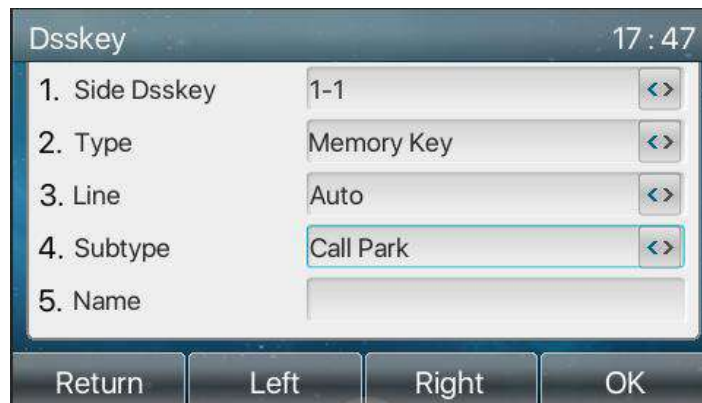 Dsskey 17:47
1. Side Dsskey 1-1 <>
2. Type Memory Key <>
3. Line Auto <>
4. Subtype Call Park <>
5. Name
Return Left Right OK